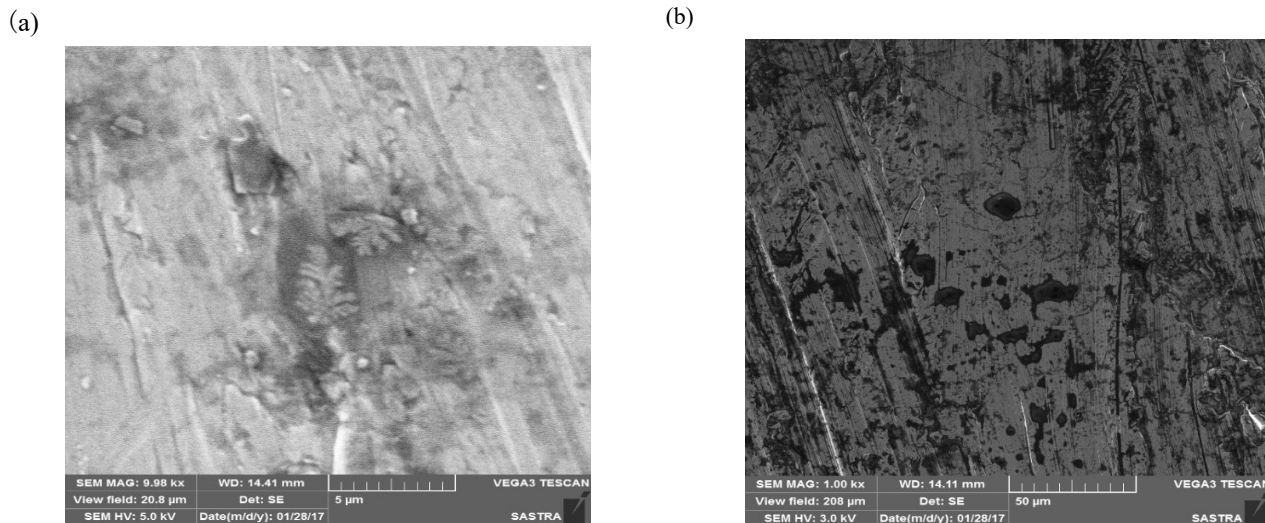 (a)
(b)
SEM MAG: 9.98 kx WD: 14.41 mm VEGA3 TESCAN
View field: 20.8 µm Det: SE 5 µm
SEM HV: 5.0 kV Date(m/d/y): 01/28/17 SASTRA
SEM MAG: 1.00 kx WD: 14.11 mm VEGA3 TESCAN
View field: 208 µm Det: SE 50 µm
SEM HV: 3.0 kV Date(m/d/y): 01/28/17 SASTRA